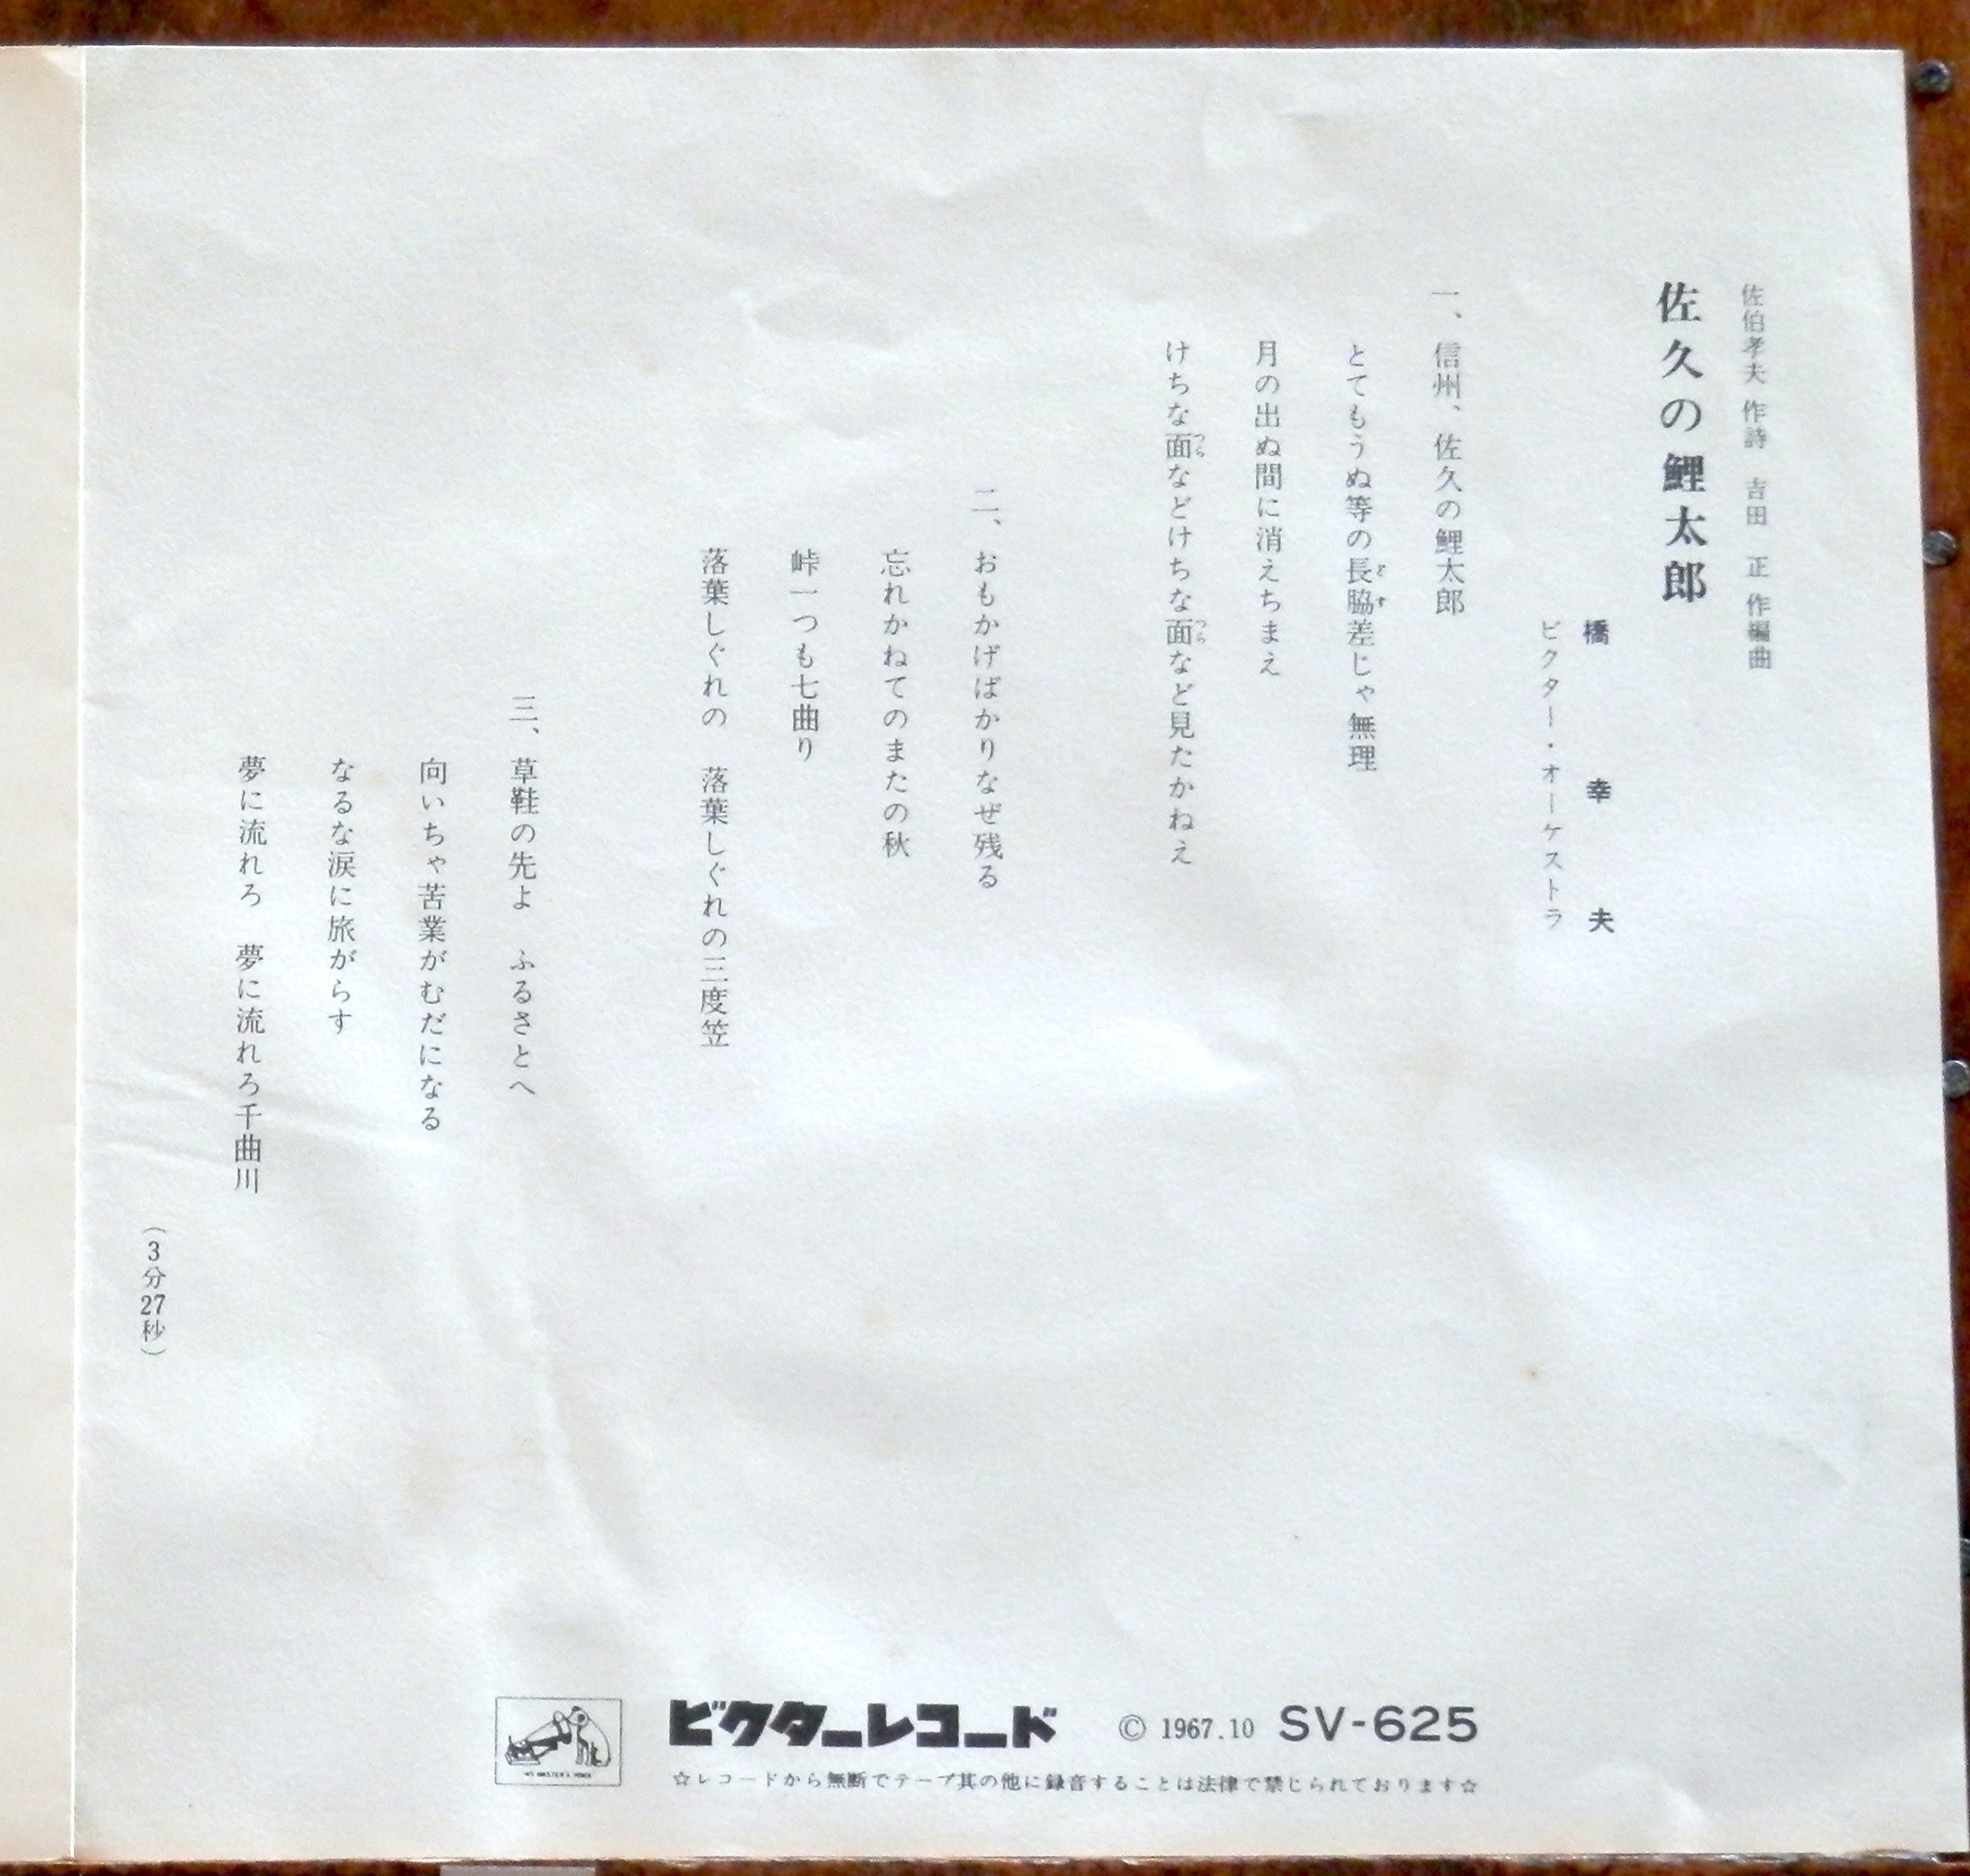 佐伯孝夫 作詩　吉田　正 作編曲
佐久の鯉太郎
橋　幸　夫
ビクター・オーケストラ
一、信州、佐久の鯉太郎
とてもうぬ等の長脇差じゃ無理
どす
月の出ぬ間に消えちまえ
けちな面などけちな面など見たかねえ
つら
つら
二、おもかげばかりなぜ残る
忘れかねてのまたの秋
峠一つも七曲り
落葉しぐれの　落葉しぐれの三度笠
三、草鞋の先よ　ふるさとへ
向いちゃ苦業がむだになる
なるな涙に旅がらす
夢に流れろ　夢に流れろ千曲川
（3分27秒）
ビクターレコード　© 1967.10　SV-625
☆レコードから無断でテープ其の他に録音することは法律で禁じられております☆